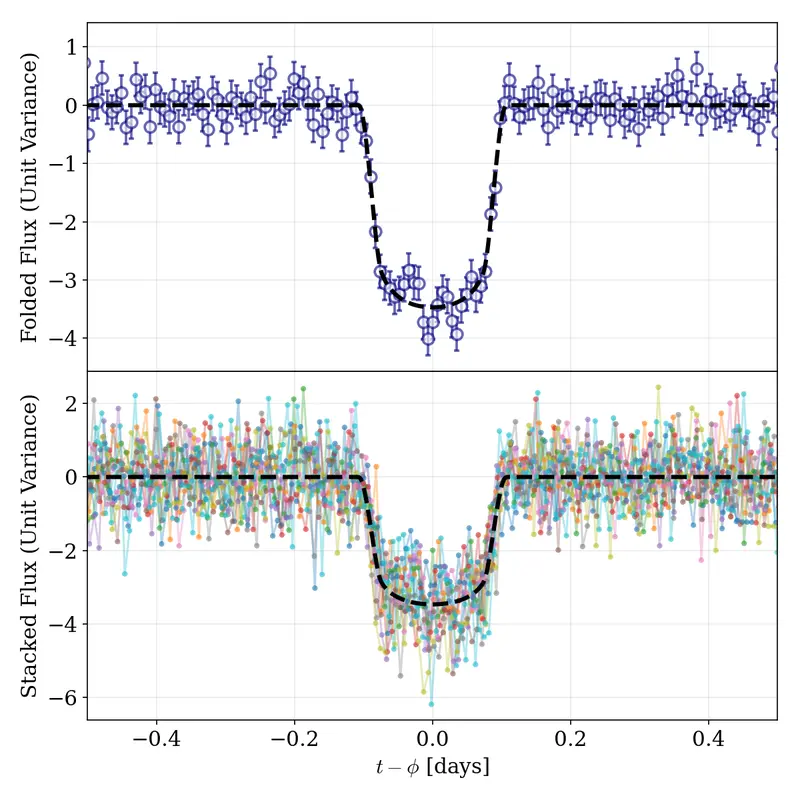 Folded Flux (Unit Variance)
1
0
−1
−2
−3
−4
Stacked Flux (Unit Variance)
2
0
−2
−4
−6
−0.4 −0.2 0.0 0.2 0.4
t − ϕ [days]